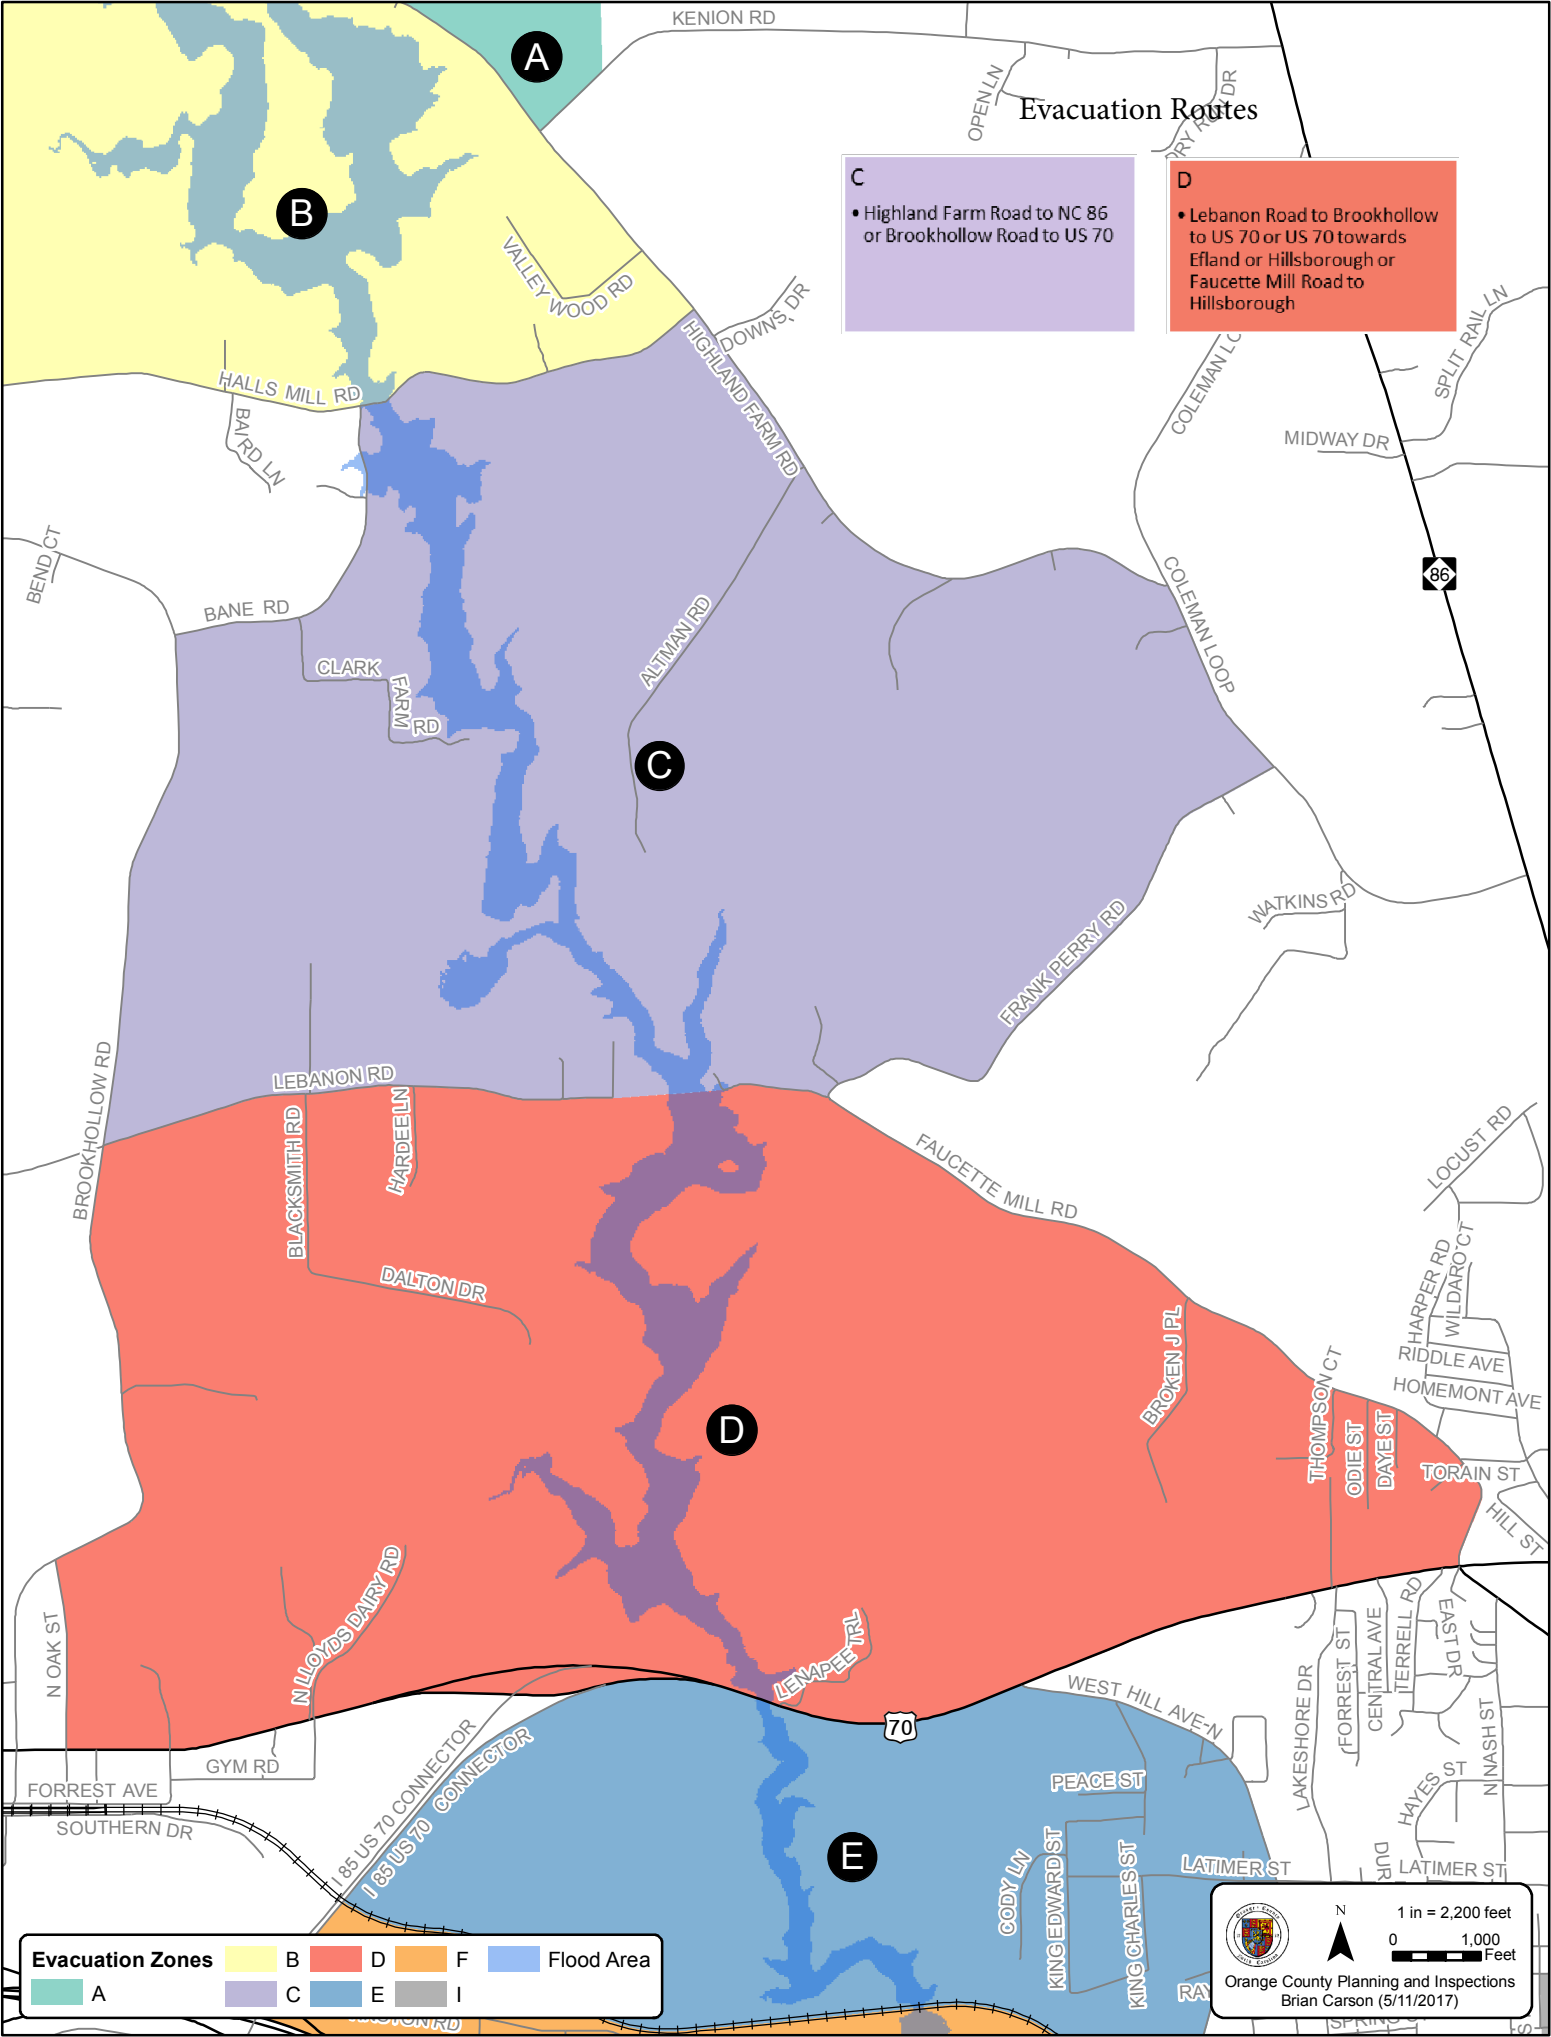 KENION RD
A
OPEN LN
Evacuation Routes
DRY RUN DR
C
• Highland Farm Road to NC 86
or Brookhollow Road to US 70
D
• Lebanon Road to Brookhollow
to US 70 or US 70 towards
Efland or Hillsborough or
Faucette Mill Road to
Hillsborough
B
VALLEY WOOD RD
DOWNS DR
HIGHLAND FARM RD
SPLIT RAIL LN
HALLS MILL RD
BAIRD LN
COLEMAN LO
MIDWAY DR
BEND CT
86
BANE RD
COLEMAN LOOP
CLARK
FARM
RD
ALTMAN RD
C
WATKINS RD
FRANK PERRY RD
BROOKHOLLOW RD
LEBANON RD
BLACKSMITH RD
HARDEE LN
FAUCETTE MILL RD
LOCUST RD
DALTON DR
HARPER RD
WILDARO CT
BROKEN J PL
RIDDLE AVE
HOMEMONT AVE
THOMPSON CT
ODIE ST
DAYE ST
D
TORAIN ST
HILL ST
N OAK ST
N LLOYDS DAIRY RD
LENAPEE TRL
70
WEST HILL AVE N
LAKESHORE DR
FORREST ST
CENTRAL AVE
TERRELL RD
EAST DR
N NASH ST
GYM RD
FORREST AVE
SOUTHERN DR
I 85 US 70 CONNECTOR
I 85 US 70 CONNECTOR
PEACE ST
HAYES ST
E
CODY LN
KING EDWARD ST
KING CHARLES ST
LATIMER ST
DUR
LATIMER ST
RAY
Evacuation Zones
A
B
C
D
E
F
I
Flood Area
N
1 in = 2,200 feet
0 1,000
Feet
Orange County Planning and Inspections
Brian Carson (5/11/2017)